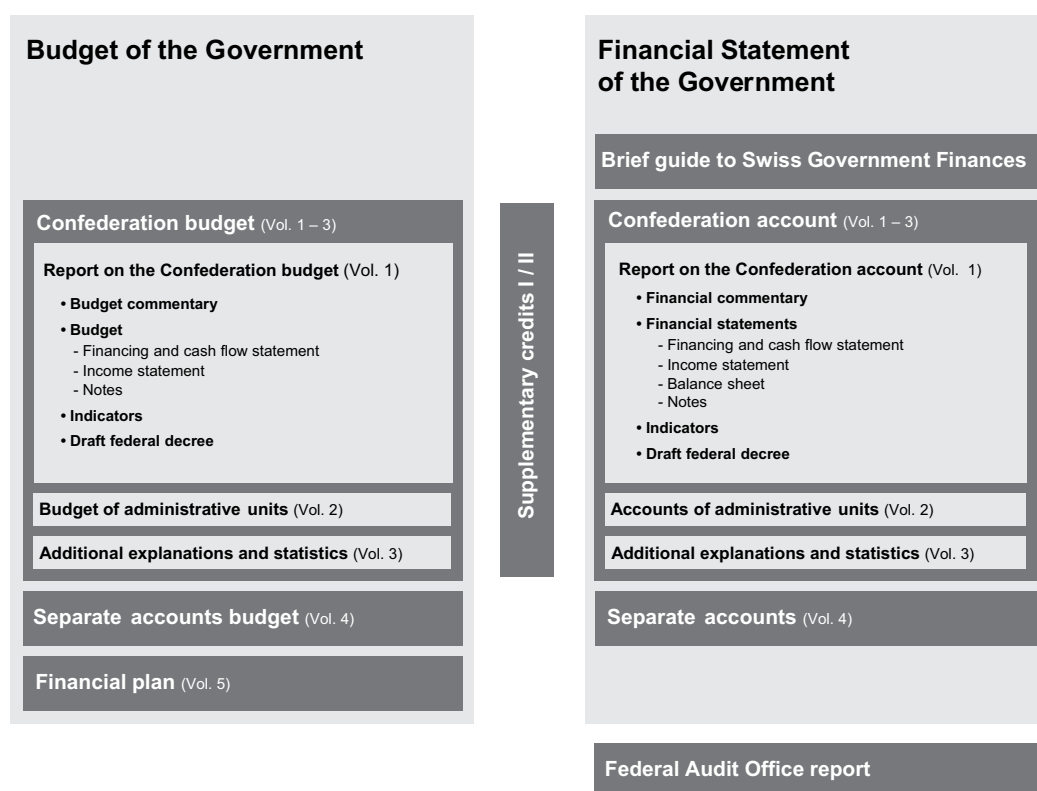 Budget of the Government
Confederation budget (Vol. 1 – 3)
Report on the Confederation budget (Vol. 1)
• Budget commentary
• Budget
- Financing and cash flow statement
- Income statement
- Notes
• Indicators
• Draft federal decree
Budget of administrative units (Vol. 2)
Additional explanations and statistics (Vol. 3)
Separate accounts budget (Vol. 4)
Financial plan (Vol. 5)
Supplementary credits I / II
Financial Statement
of the Government
Brief guide to Swiss Government Finances
Confederation account (Vol. 1 – 3)
Report on the Confederation account (Vol. 1)
• Financial commentary
• Financial statements
- Financing and cash flow statement
- Income statement
- Balance sheet
- Notes
• Indicators
• Draft federal decree
Accounts of administrative units (Vol. 2)
Additional explanations and statistics (Vol. 3)
Separate accounts (Vol. 4)
Federal Audit Office report